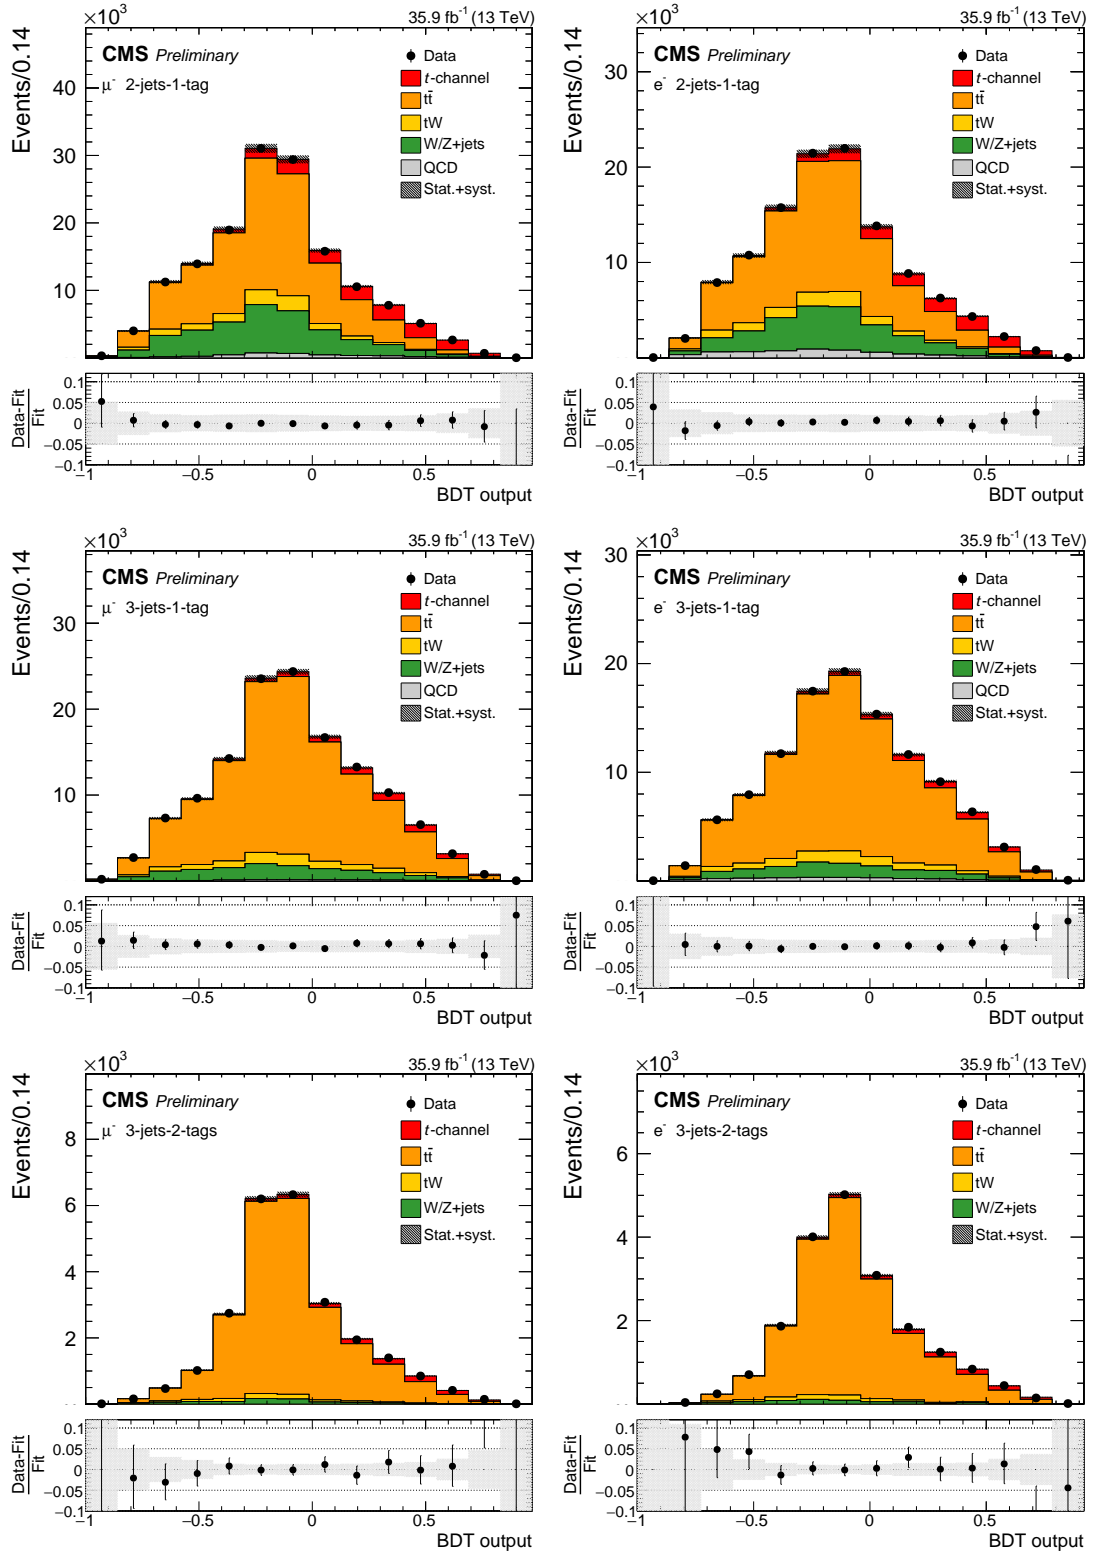 ×10³ 35.9 fb⁻¹ (13 TeV)
Events/0.14
CMS Preliminary
μ⁻ 2-jets-1-tag
Data
t-channel
tt̄
tW
W/Z+jets
QCD
Stat.+syst.
40
30
20
10
Data-Fit
Fit
0.1
0.05
0
−0.05
−0.1
−1 −0.5 0 0.5
BDT output
×10³ 35.9 fb⁻¹ (13 TeV)
Events/0.14
CMS Preliminary
e⁻ 2-jets-1-tag
Data
t-channel
tt̄
tW
W/Z+jets
QCD
Stat.+syst.
30
20
10
Data-Fit
Fit
0.1
0.05
0
−0.05
−0.1
−1 −0.5 0 0.5
BDT output
×10³ 35.9 fb⁻¹ (13 TeV)
Events/0.14
CMS Preliminary
μ⁻ 3-jets-1-tag
Data
t-channel
tt̄
tW
W/Z+jets
QCD
Stat.+syst.
30
20
10
Data-Fit
Fit
0.1
0.05
0
−0.05
−0.1
−1 −0.5 0 0.5
BDT output
×10³ 35.9 fb⁻¹ (13 TeV)
Events/0.14
CMS Preliminary
e⁻ 3-jets-1-tag
Data
t-channel
tt̄
tW
W/Z+jets
QCD
Stat.+syst.
30
20
10
Data-Fit
Fit
0.1
0.05
0
−0.05
−0.1
−1 −0.5 0 0.5
BDT output
×10³ 35.9 fb⁻¹ (13 TeV)
Events/0.14
CMS Preliminary
μ⁻ 3-jets-2-tags
Data
t-channel
tt̄
tW
W/Z+jets
Stat.+syst.
8
6
4
2
Data-Fit
Fit
0.1
0.05
0
−0.05
−0.1
−1 −0.5 0 0.5
BDT output
×10³ 35.9 fb⁻¹ (13 TeV)
Events/0.14
CMS Preliminary
e⁻ 3-jets-2-tags
Data
t-channel
tt̄
tW
W/Z+jets
Stat.+syst.
6
4
2
Data-Fit
Fit
0.1
0.05
0
−0.05
−0.1
−1 −0.5 0 0.5
BDT output